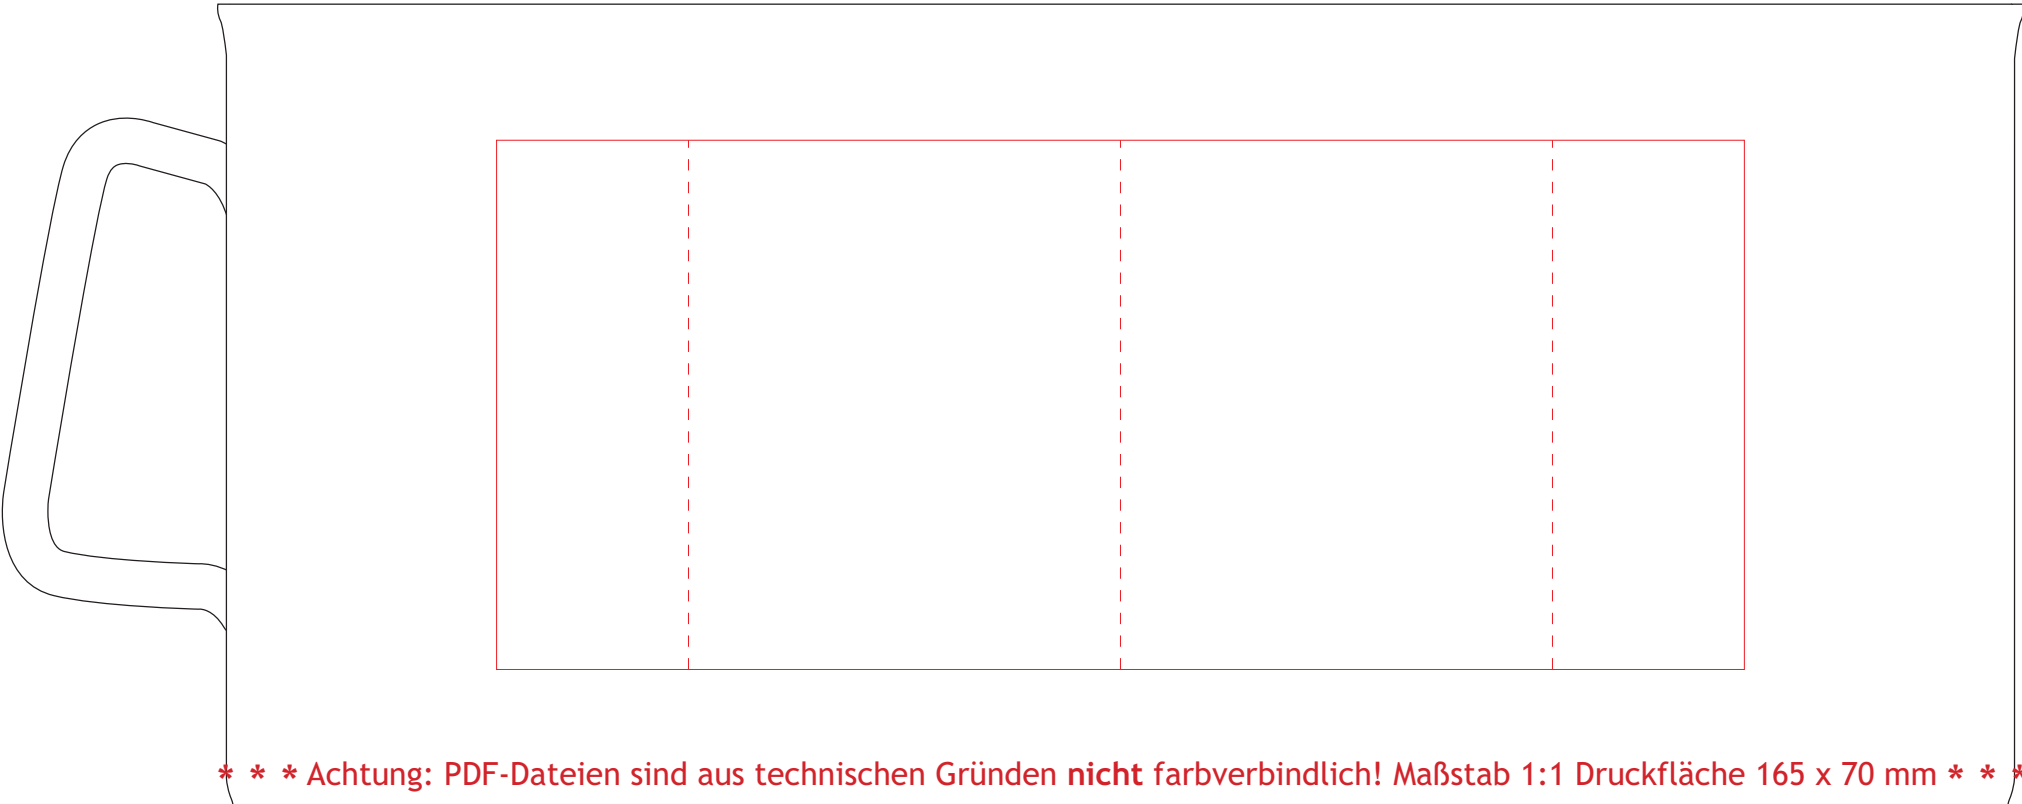 * * * Achtung: PDF-Dateien sind aus technischen Gründen nicht farbverbindlich! Maßstab 1:1 Druckfläche 165 x 70 mm * * *